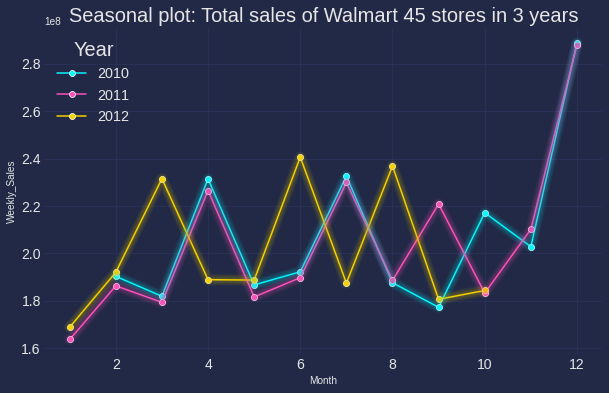 Seasonal plot: Total sales of Walmart 45 stores in 3 years
1e8
Year
2010
2011
2012
2.8
2.6
2.4
2.2
2.0
1.8
1.6
Weekly_Sales
2 4 6 8 10 12
Month